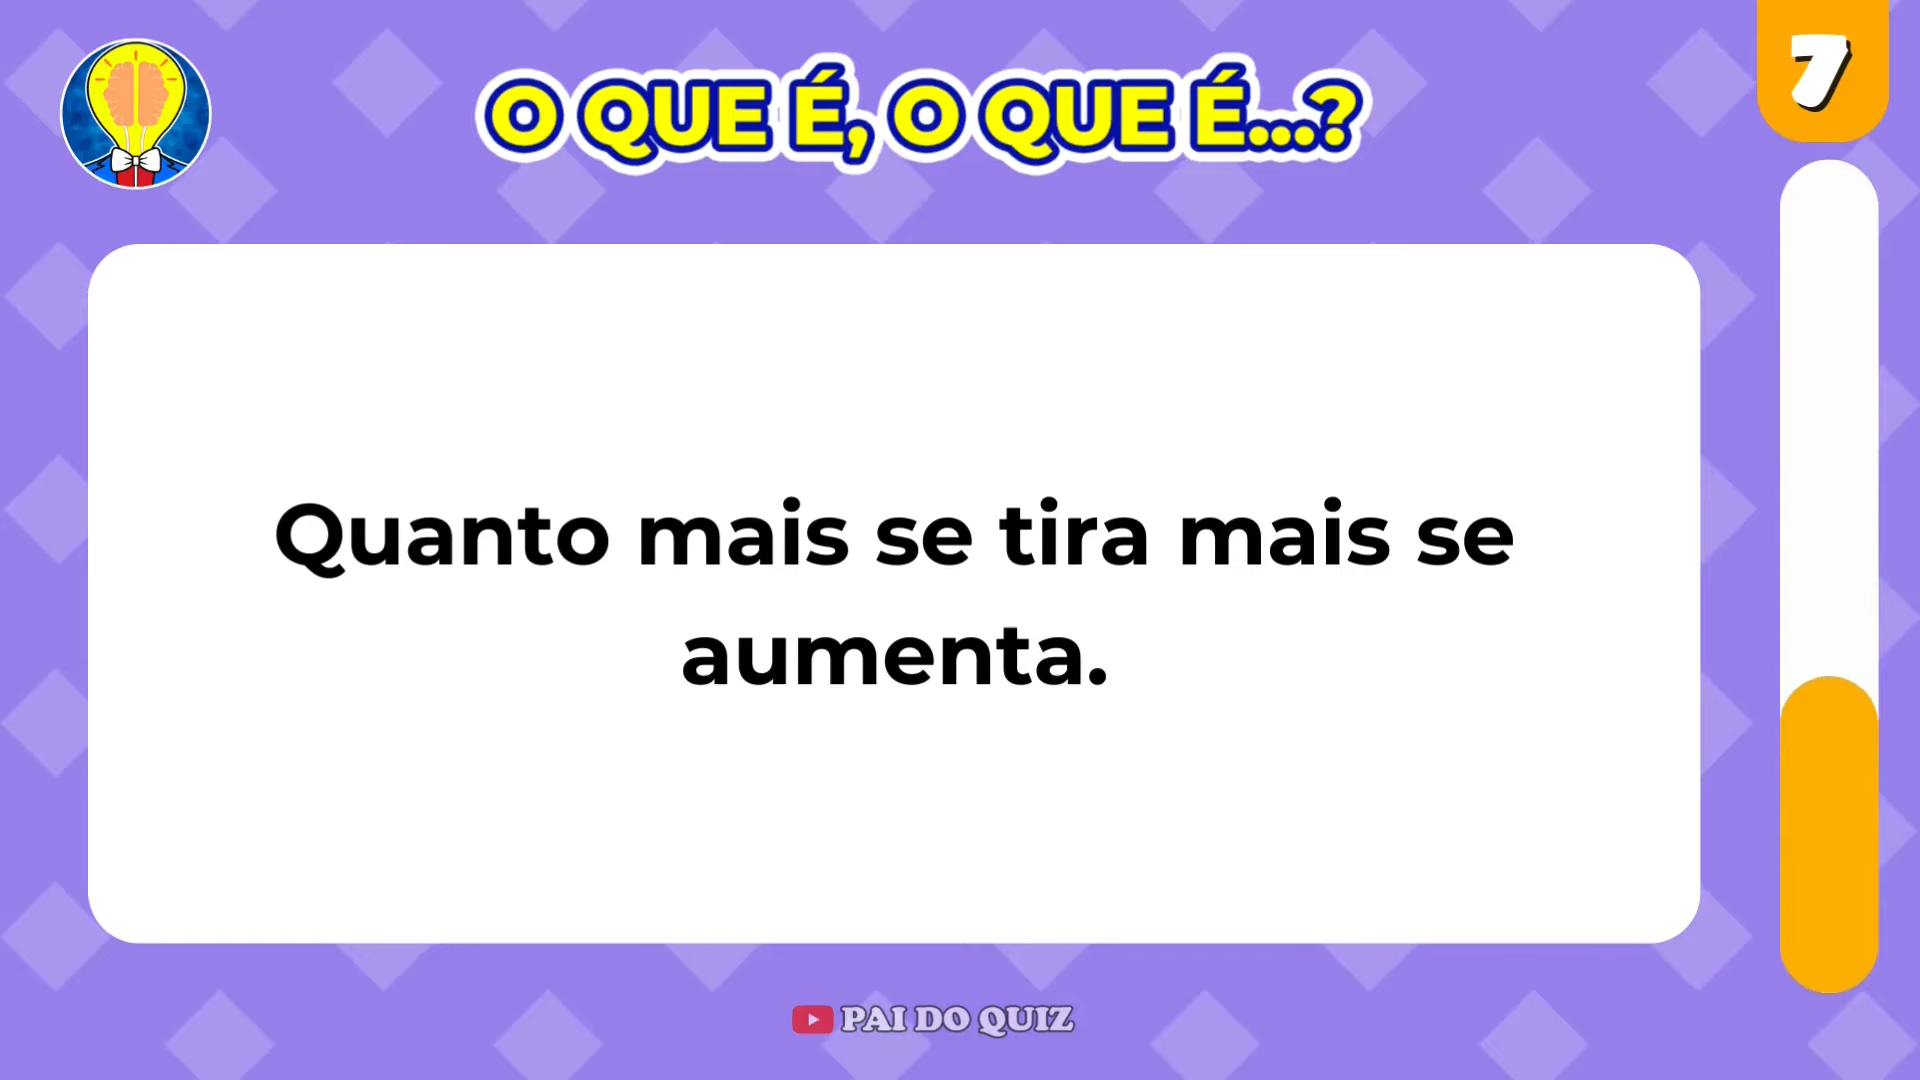 O QUE É, O QUE É...?
7
Quanto mais se tira mais se
aumenta.
PAI DO QUIZ